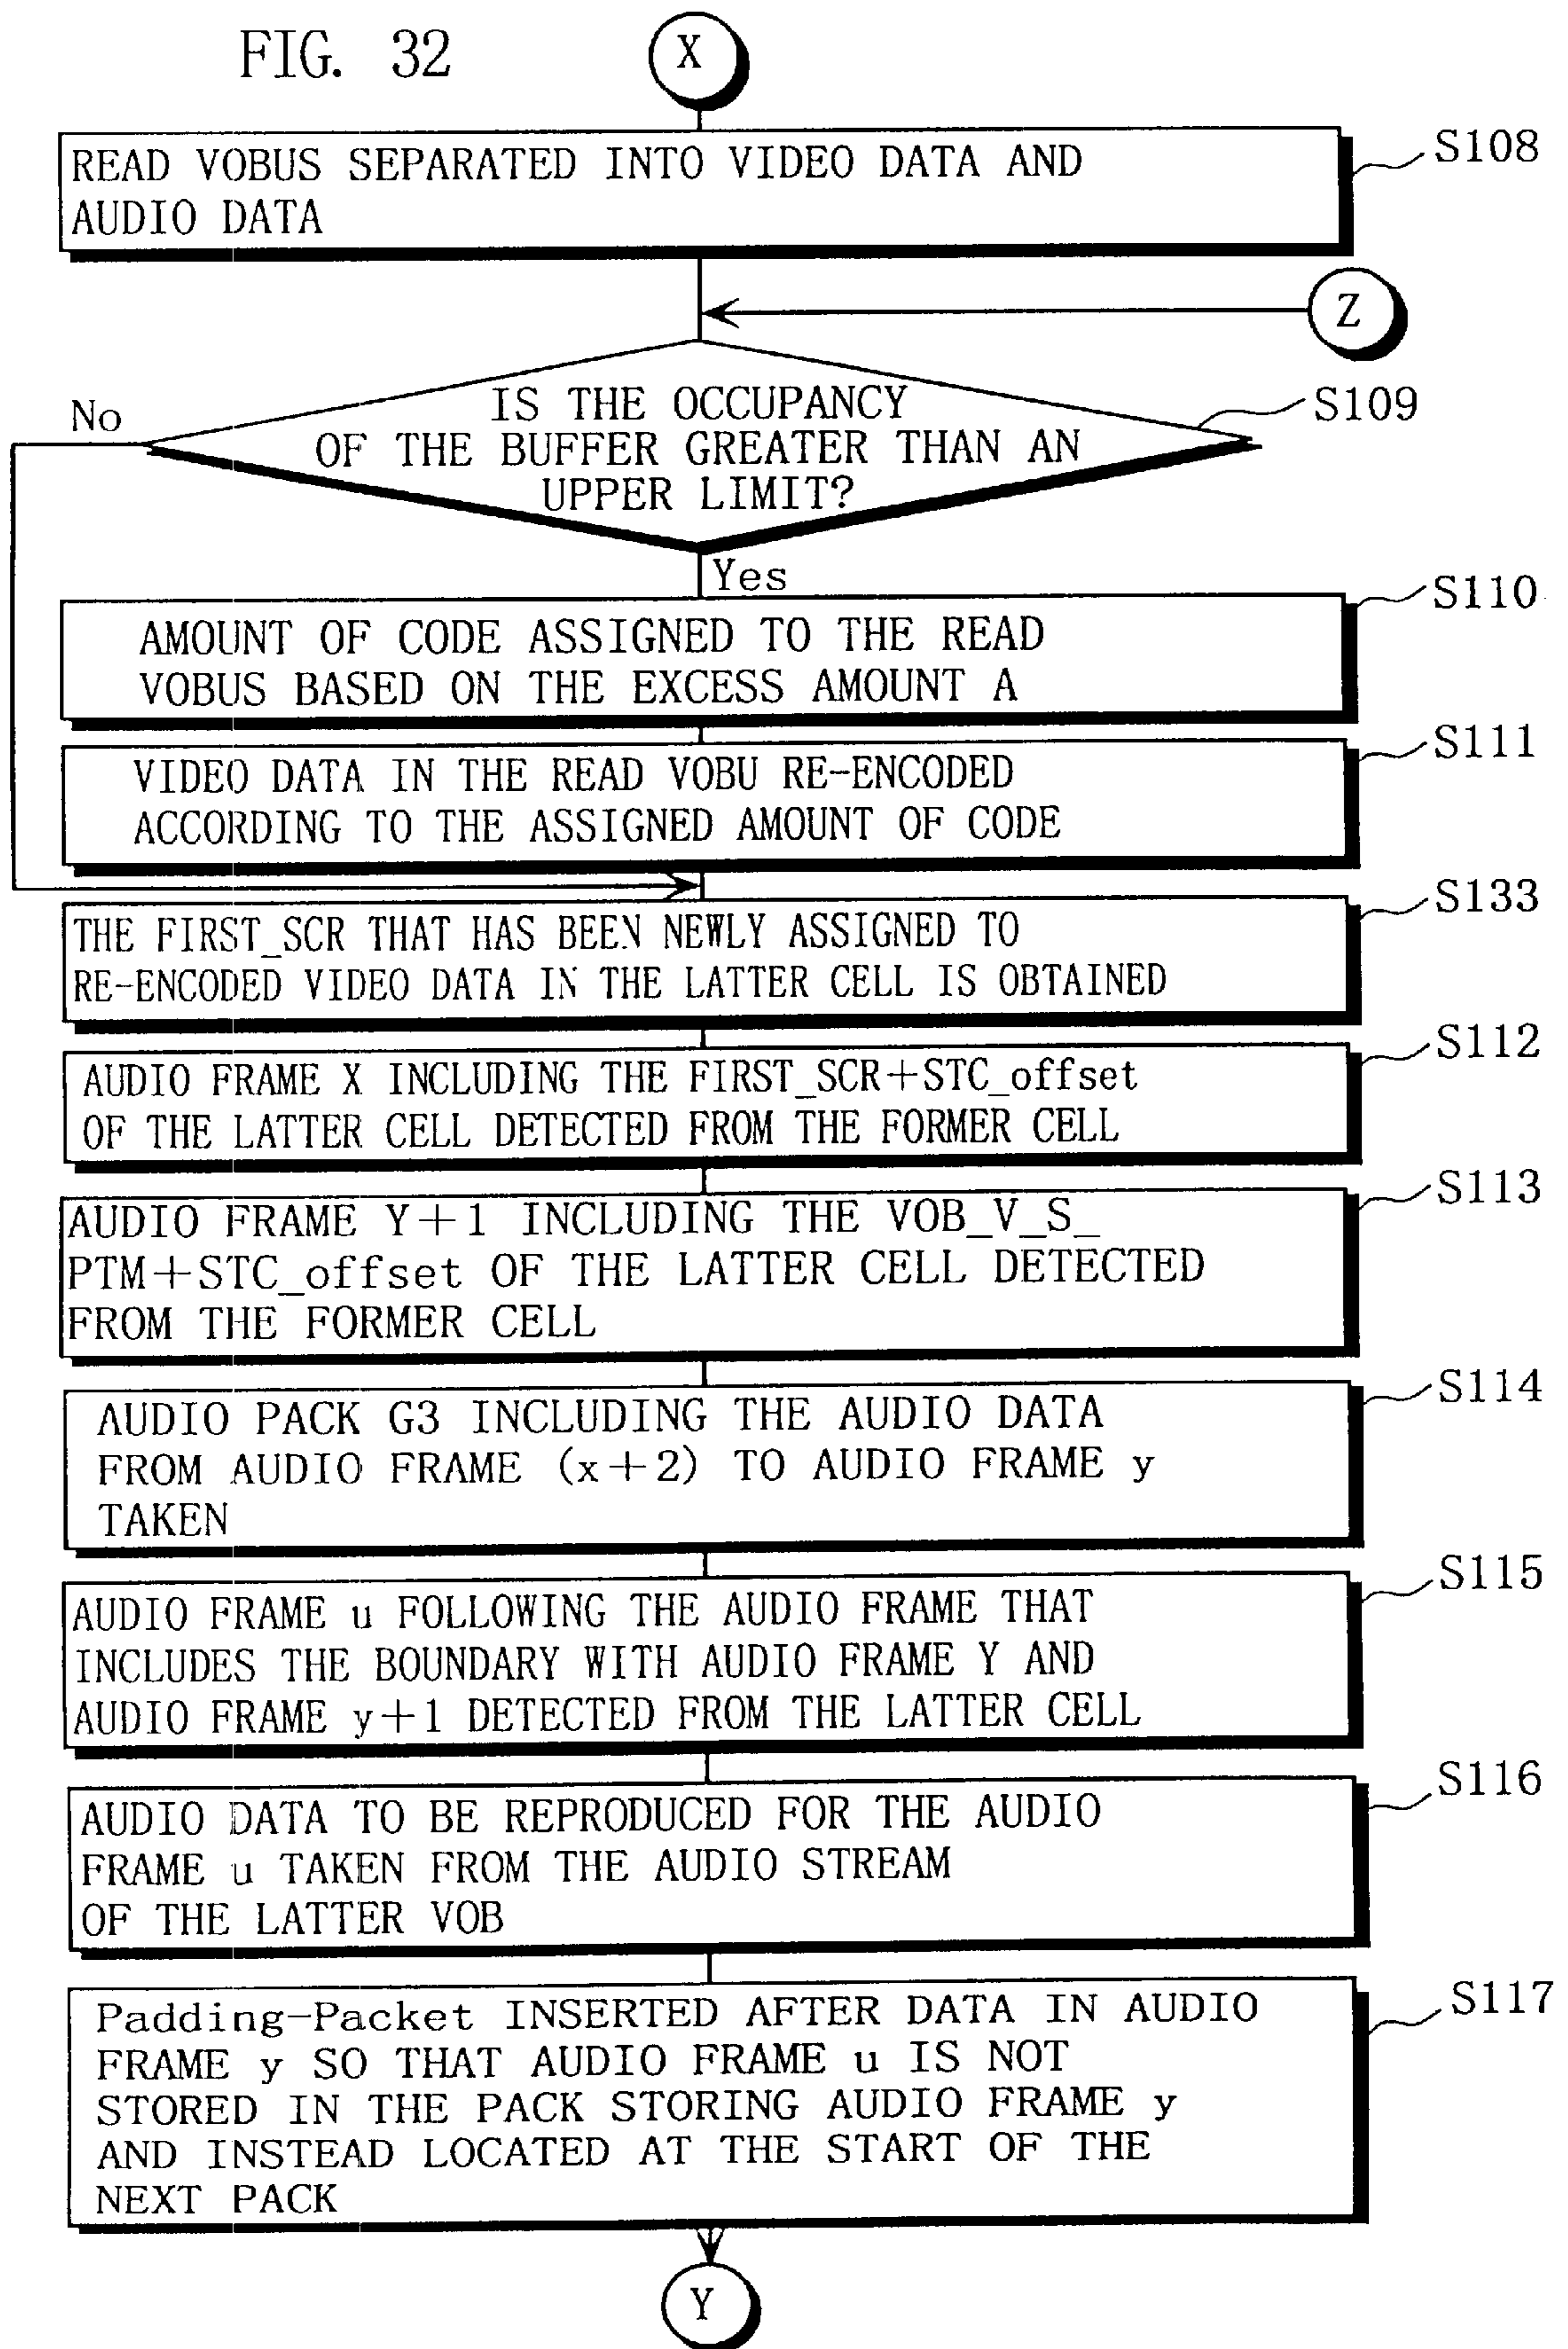 FIG. 32
X
READ VOBUS SEPARATED INTO VIDEO DATA AND
AUDIO DATA
S108
Z
IS THE OCCUPANCY
OF THE BUFFER GREATER THAN AN
UPPER LIMIT?
S109
No
Yes
AMOUNT OF CODE ASSIGNED TO THE READ
VOBUS BASED ON THE EXCESS AMOUNT A
S110
VIDEO DATA IN THE READ VOBU RE-ENCODED
ACCORDING TO THE ASSIGNED AMOUNT OF CODE
S111
THE FIRST_SCR THAT HAS BEEN NEWLY ASSIGNED TO
RE-ENCODED VIDEO DATA IN THE LATTER CELL IS OBTAINED
S133
AUDIO FRAME X INCLUDING THE FIRST_SCR+STC_offset
OF THE LATTER CELL DETECTED FROM THE FORMER CELL
S112
AUDIO FRAME Y+1 INCLUDING THE VOB_V_S_
PTM+STC_offset OF THE LATTER CELL DETECTED
FROM THE FORMER CELL
S113
AUDIO PACK G3 INCLUDING THE AUDIO DATA
FROM AUDIO FRAME (x+2) TO AUDIO FRAME y
TAKEN
S114
AUDIO FRAME u FOLLOWING THE AUDIO FRAME THAT
INCLUDES THE BOUNDARY WITH AUDIO FRAME Y AND
AUDIO FRAME y+1 DETECTED FROM THE LATTER CELL
S115
AUDIO DATA TO BE REPRODUCED FOR THE AUDIO
FRAME u TAKEN FROM THE AUDIO STREAM
OF THE LATTER VOB
S116
Padding-Packet INSERTED AFTER DATA IN AUDIO
FRAME y SO THAT AUDIO FRAME u IS NOT
STORED IN THE PACK STORING AUDIO FRAME y
AND INSTEAD LOCATED AT THE START OF THE
NEXT PACK
S117
Y